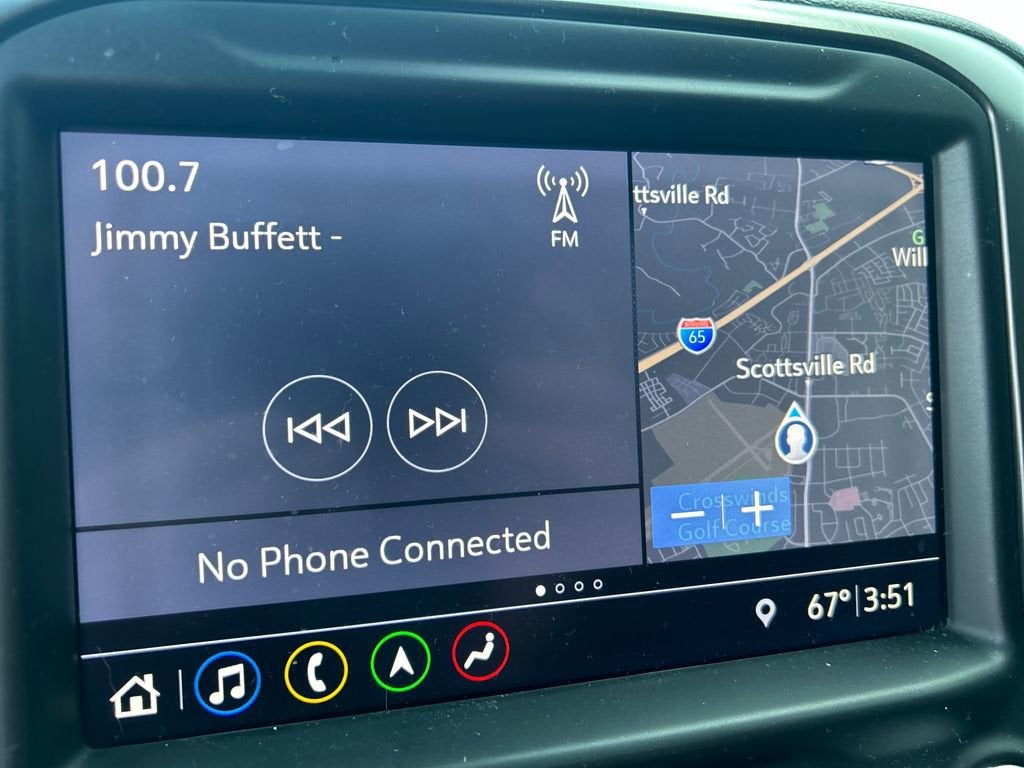 100.7
Jimmy Buffett -
FM
No Phone Connected
ttsville Rd
G
Will
65
Scottsville Rd
S
Crosswinds
Golf Course
67° 3:51